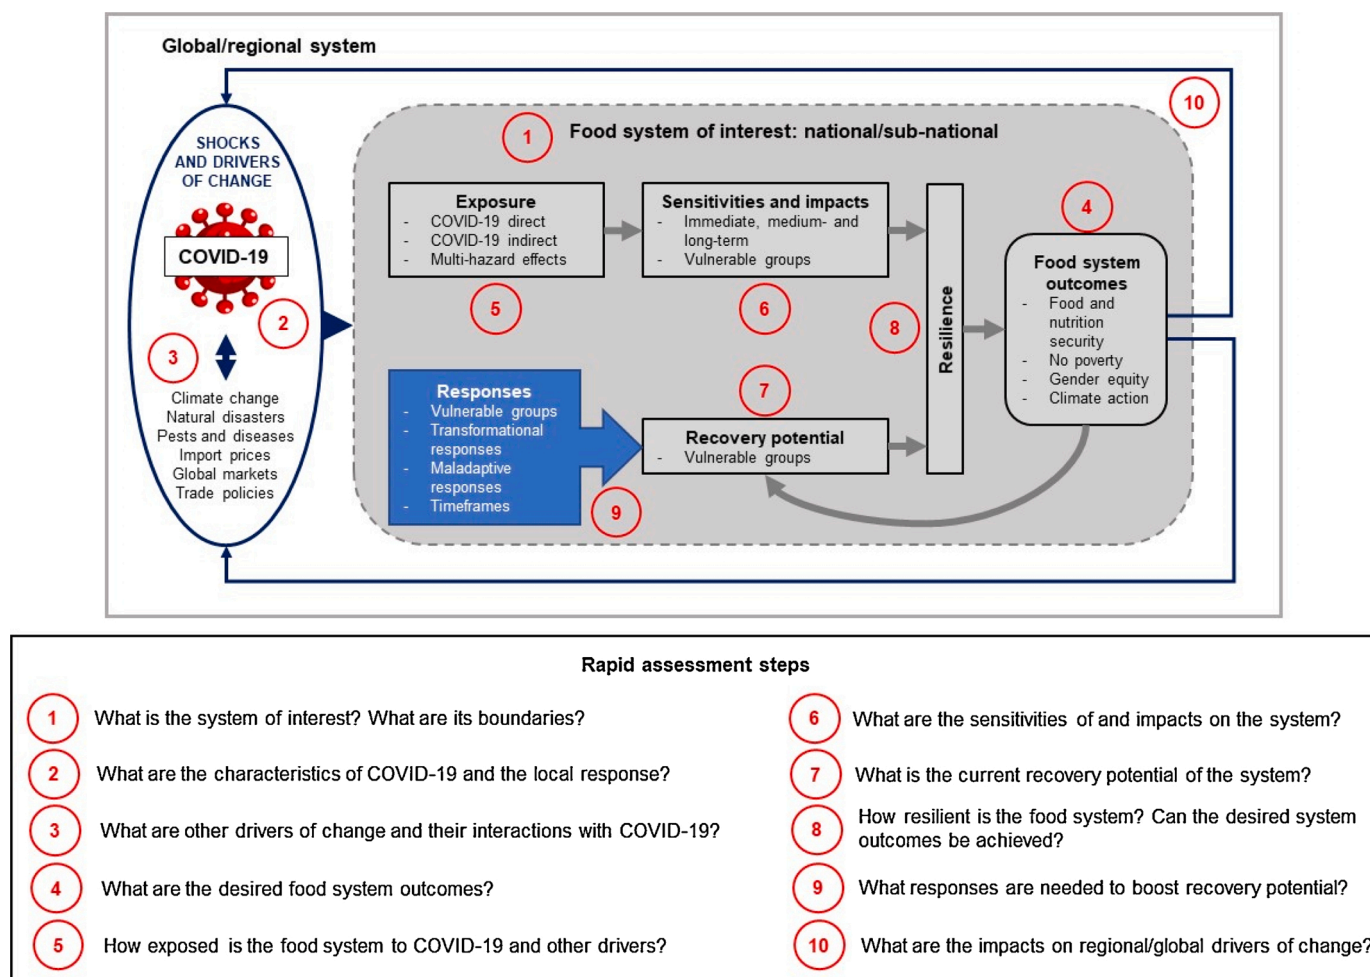 Global/regional system
10
SHOCKS
AND DRIVERS
OF CHANGE
COVID-19
2
3
Climate change
Natural disasters
Pests and diseases
Import prices
Global markets
Trade policies
1
Food system of interest: national/sub-national
Exposure
- COVID-19 direct
- COVID-19 indirect
- Multi-hazard effects
5
Sensitivities and impacts
- Immediate, medium- and
long-term
- Vulnerable groups
6
Responses
- Vulnerable groups
- Transformational
responses
- Maladaptive
responses
- Timeframes
9
7
Recovery potential
- Vulnerable groups
8
Resilience
4
Food system
outcomes
- Food and
nutrition
security
- No poverty
- Gender equity
- Climate action
Rapid assessment steps
1 What is the system of interest? What are its boundaries?
2 What are the characteristics of COVID-19 and the local response?
3 What are other drivers of change and their interactions with COVID-19?
4 What are the desired food system outcomes?
5 How exposed is the food system to COVID-19 and other drivers?
6 What are the sensitivities of and impacts on the system?
7 What is the current recovery potential of the system?
8 How resilient is the food system? Can the desired system
outcomes be achieved?
9 What responses are needed to boost recovery potential?
10 What are the impacts on regional/global drivers of change?